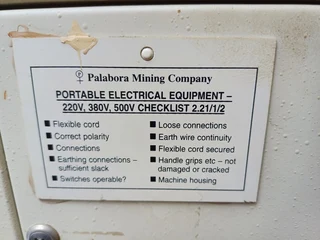 Palabora Mining Company
PORTABLE ELECTRICAL EQUIPMENT –
220V, 380V, 500V CHECKLIST 2.21/1/2
■ Flexible cord
■ Correct polarity
■ Connections
■ Earthing connections –
sufficient slack
■ Switches operable?
■ Loose connections
■ Earth wire continuity
■ Flexible cord secured
■ Handle grips etc – not
damaged or cracked
■ Machine housing